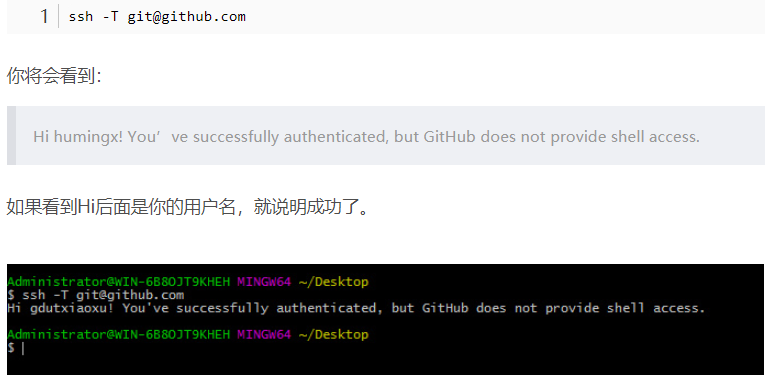 1 ssh -T git@github.com
你将会看到：
Hi humingx! You’ve successfully authenticated, but GitHub does not provide shell access.
如果看到Hi后面是你的用户名，就说明成功了。
Administrator@WIN-6B8OJT9KHEH MINGW64 ~/Desktop
$ ssh -T git@github.com
Hi gdutxiaoxu! You've successfully authenticated, but GitHub does not provide shell access.
Administrator@WIN-6B8OJT9KHEH MINGW64 ~/Desktop
$